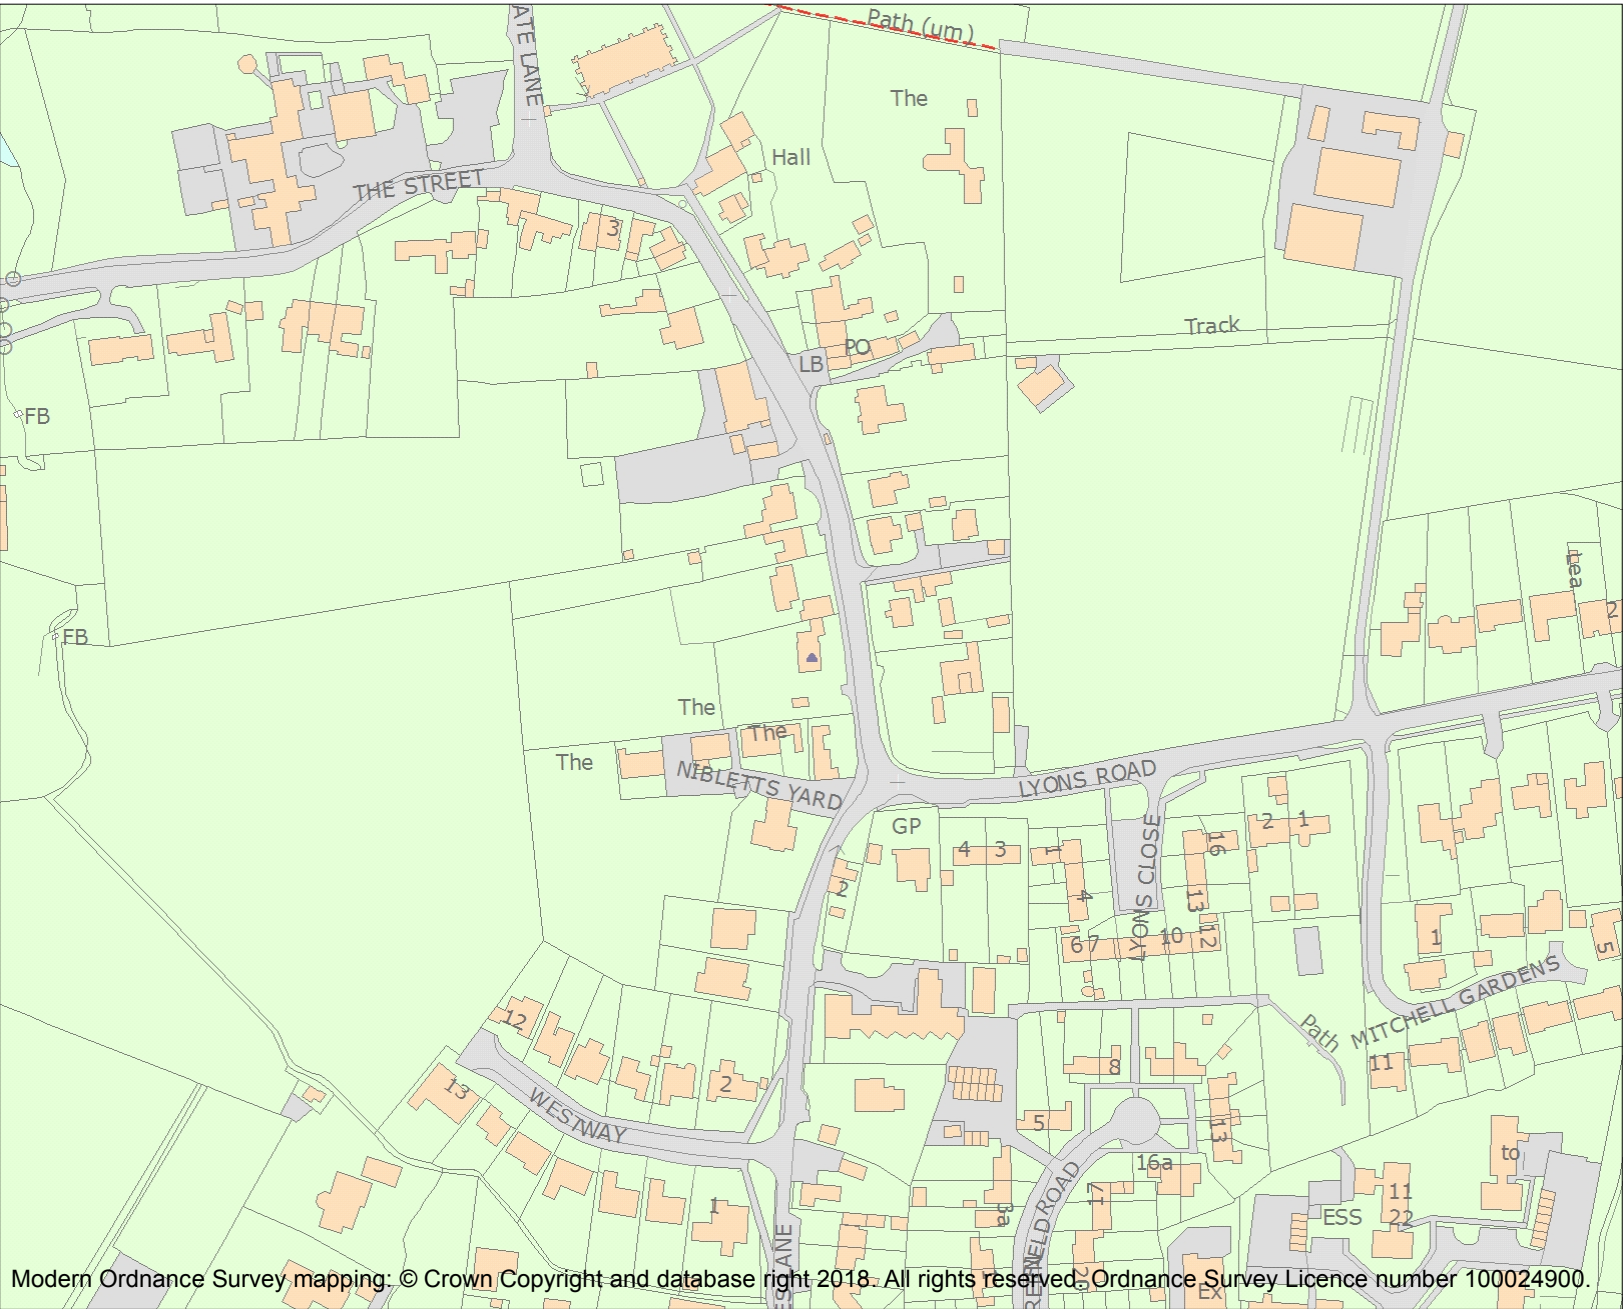 ATE LANE
Path (um)
The
Hall
THE STREET
3
Track
PO
LB
FB
Lea
2
FB
The
The
The
NIBLETTS YARD
LYONS ROAD
GP
4 3
1
4
2
LYONS CLOSE
16
13
2 1
6 7
10
12
1
5
MITCHELL GARDENS
Path
11
12
13
2
WESTWAY
8
5
13
16a
17
3a
1
to
11
22
ESS
20
Ex
Modern Ordnance Survey mapping: © Crown Copyright and database right 2018. All rights reserved. Ordnance Survey Licence number 100024900.